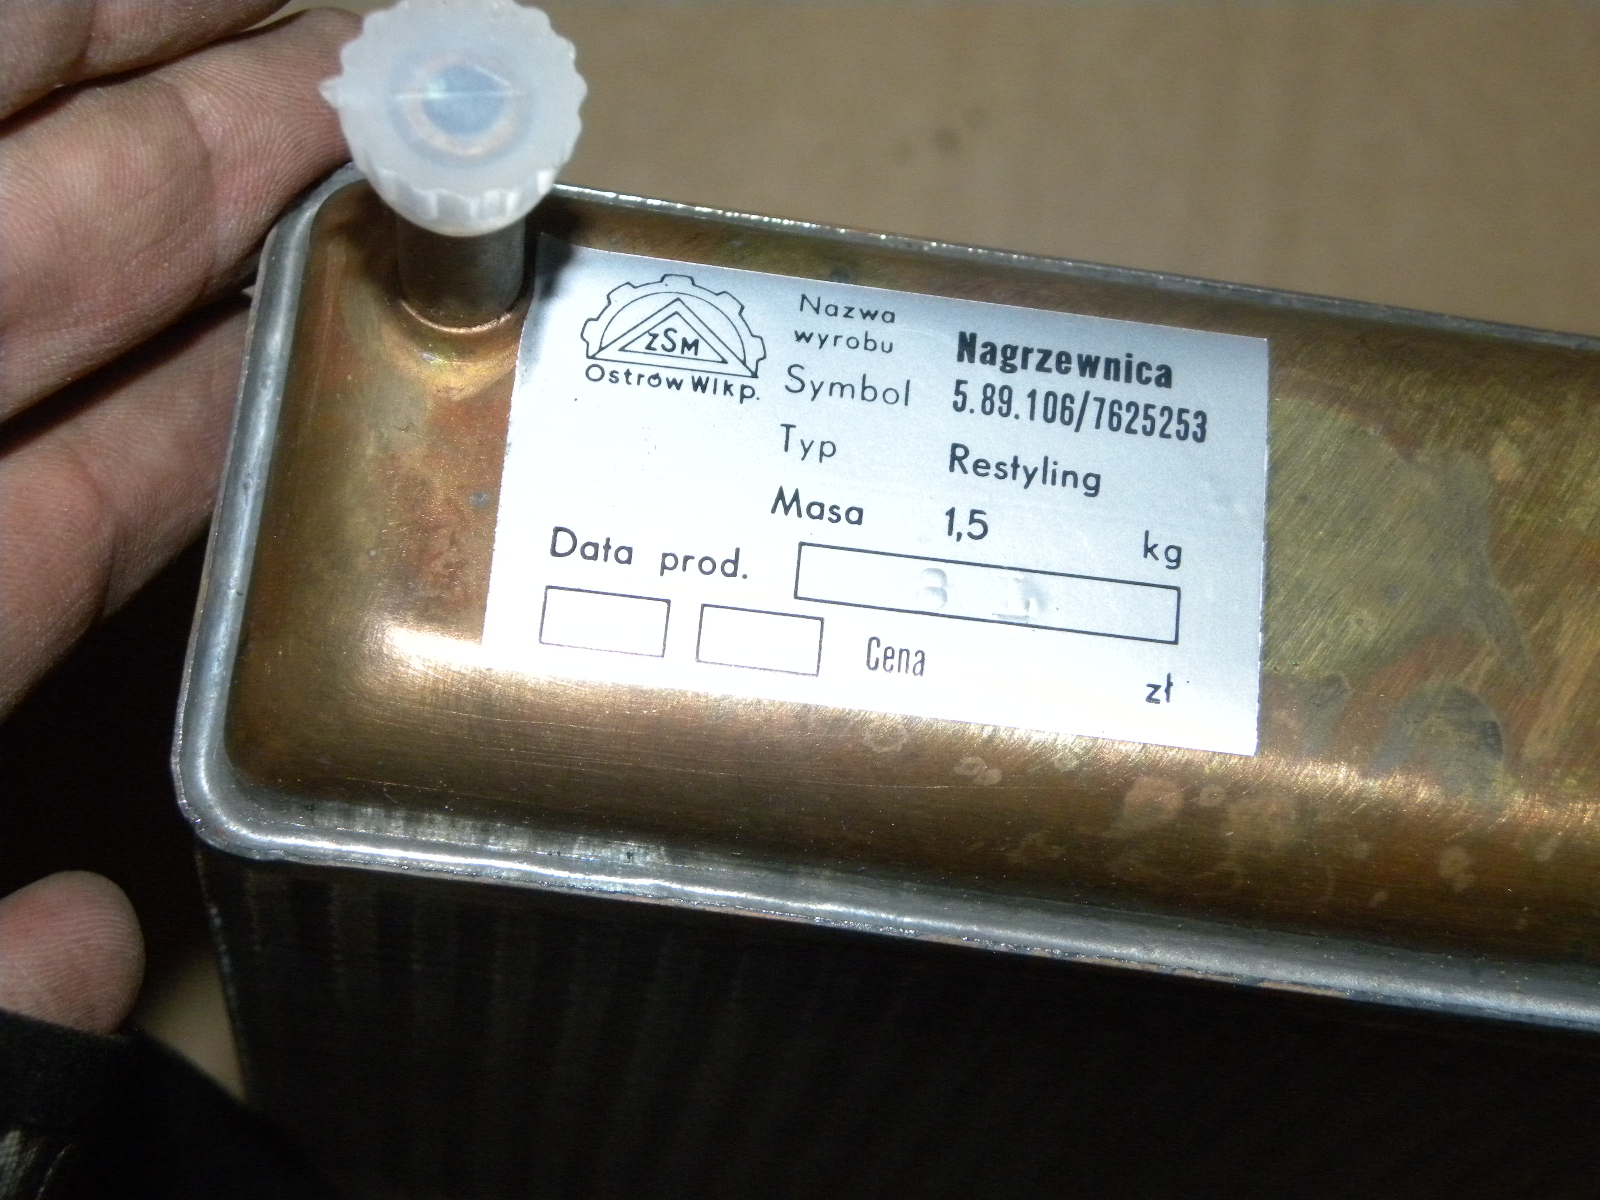 ZSM
Ostrów Wlkp.
Nazwa
wyrobu Nagrzewnica
Symbol 5.89.106/7625253
Typ Restyling
Masa 1,5 kg
Data prod.
Cena zł